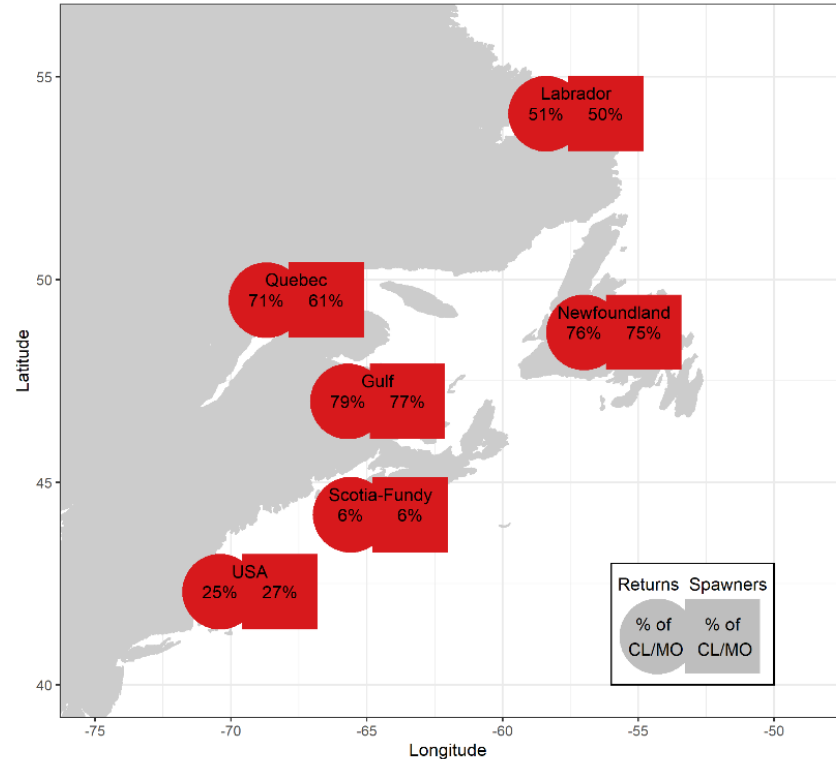 55
Labrador
51% 50%
50
Quebec
71% 61%
Newfoundland
76% 75%
Latitude
Gulf
79% 77%
45
Scotia-Fundy
6% 6%
USA
25% 27%
Returns Spawners
% of % of
CL/MO CL/MO
40
-75 -70 -65 -60 -55 -50
Longitude